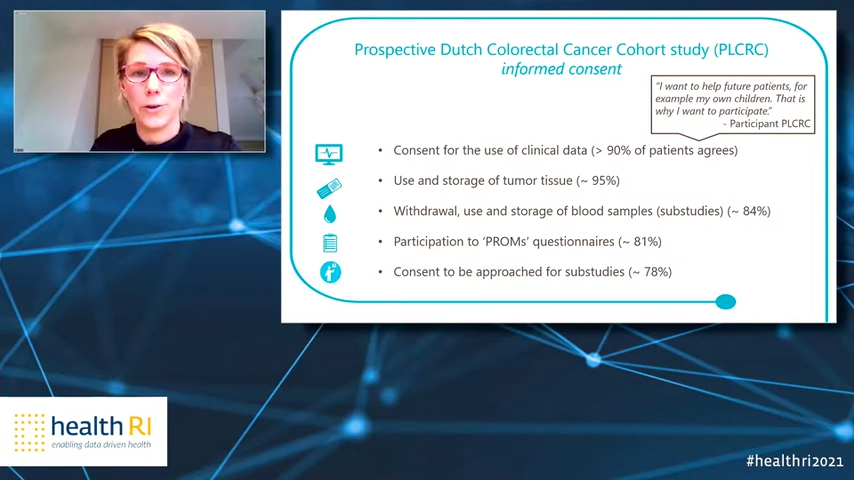 Prospective Dutch Colorectal Cancer Cohort study (PLCRC)
informed consent
"I want to help future patients, for
example my own children. That is
why I want to participate."
- Participant PLCRC
• Consent for the use of clinical data (> 90% of patients agrees)
• Use and storage of tumor tissue (~ 95%)
• Withdrawal, use and storage of blood samples (substudies) (~ 84%)
• Participation to ‘PROMs’ questionnaires (~ 81%)
• Consent to be approached for substudies (~ 78%)
health RI
enabling data driven health
#healthri2021